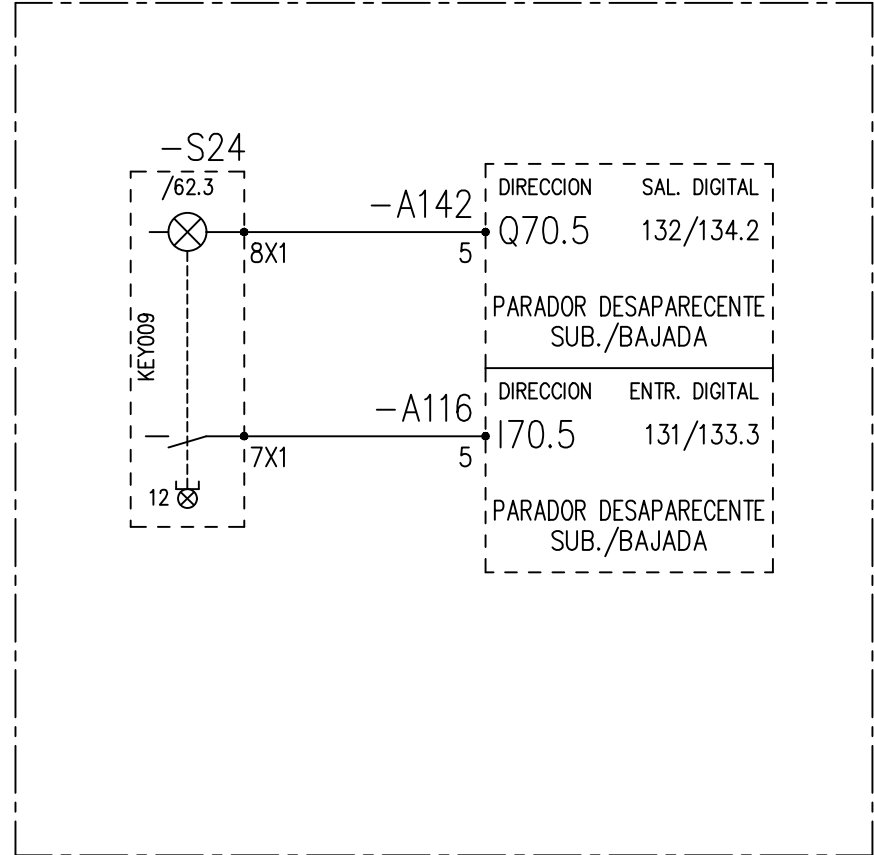 -S24
/62.3
8X1
KEY009
7X1
12
-A142
5
DIRECCION SAL. DIGITAL
Q70.5 132/134.2
PARADOR DESAPARECENTE
SUB./BAJADA
-A116
5
DIRECCION ENTR. DIGITAL
I70.5 131/133.3
PARADOR DESAPARECENTE
SUB./BAJADA